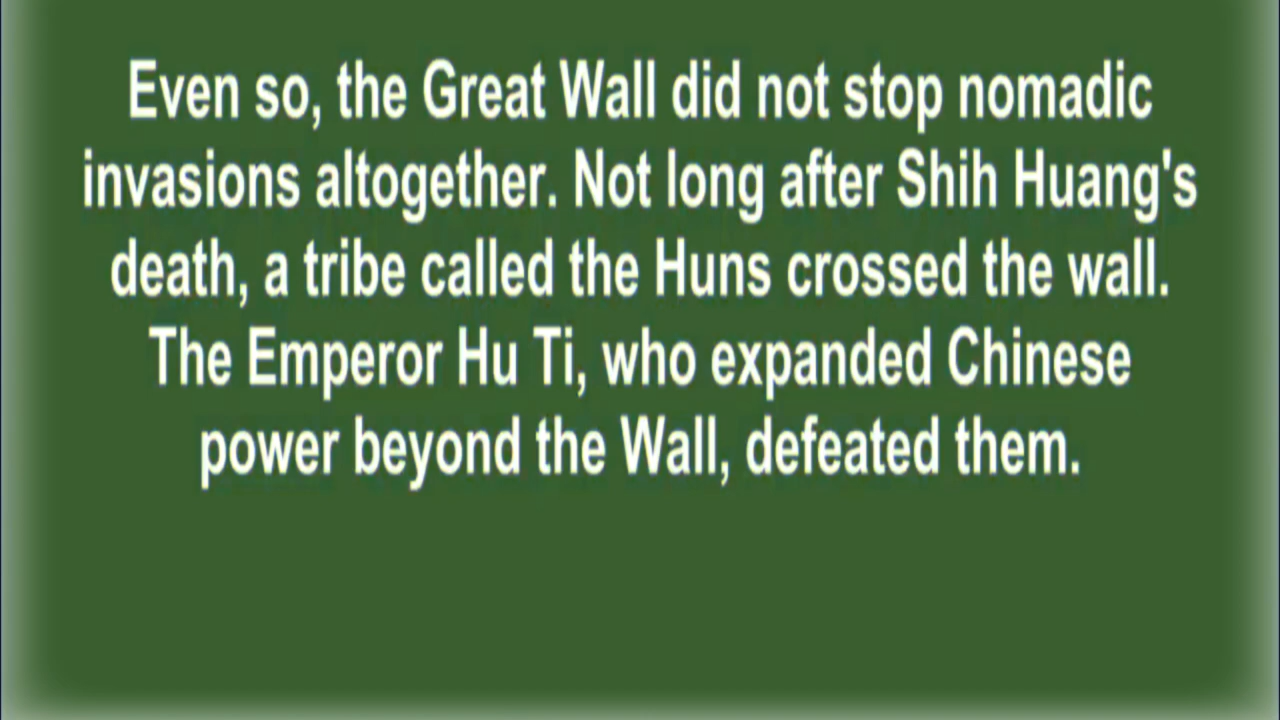 Even so, the Great Wall did not stop nomadic
invasions altogether. Not long after Shih Huang's
death, a tribe called the Huns crossed the wall.
The Emperor Hu Ti, who expanded Chinese
power beyond the Wall, defeated them.